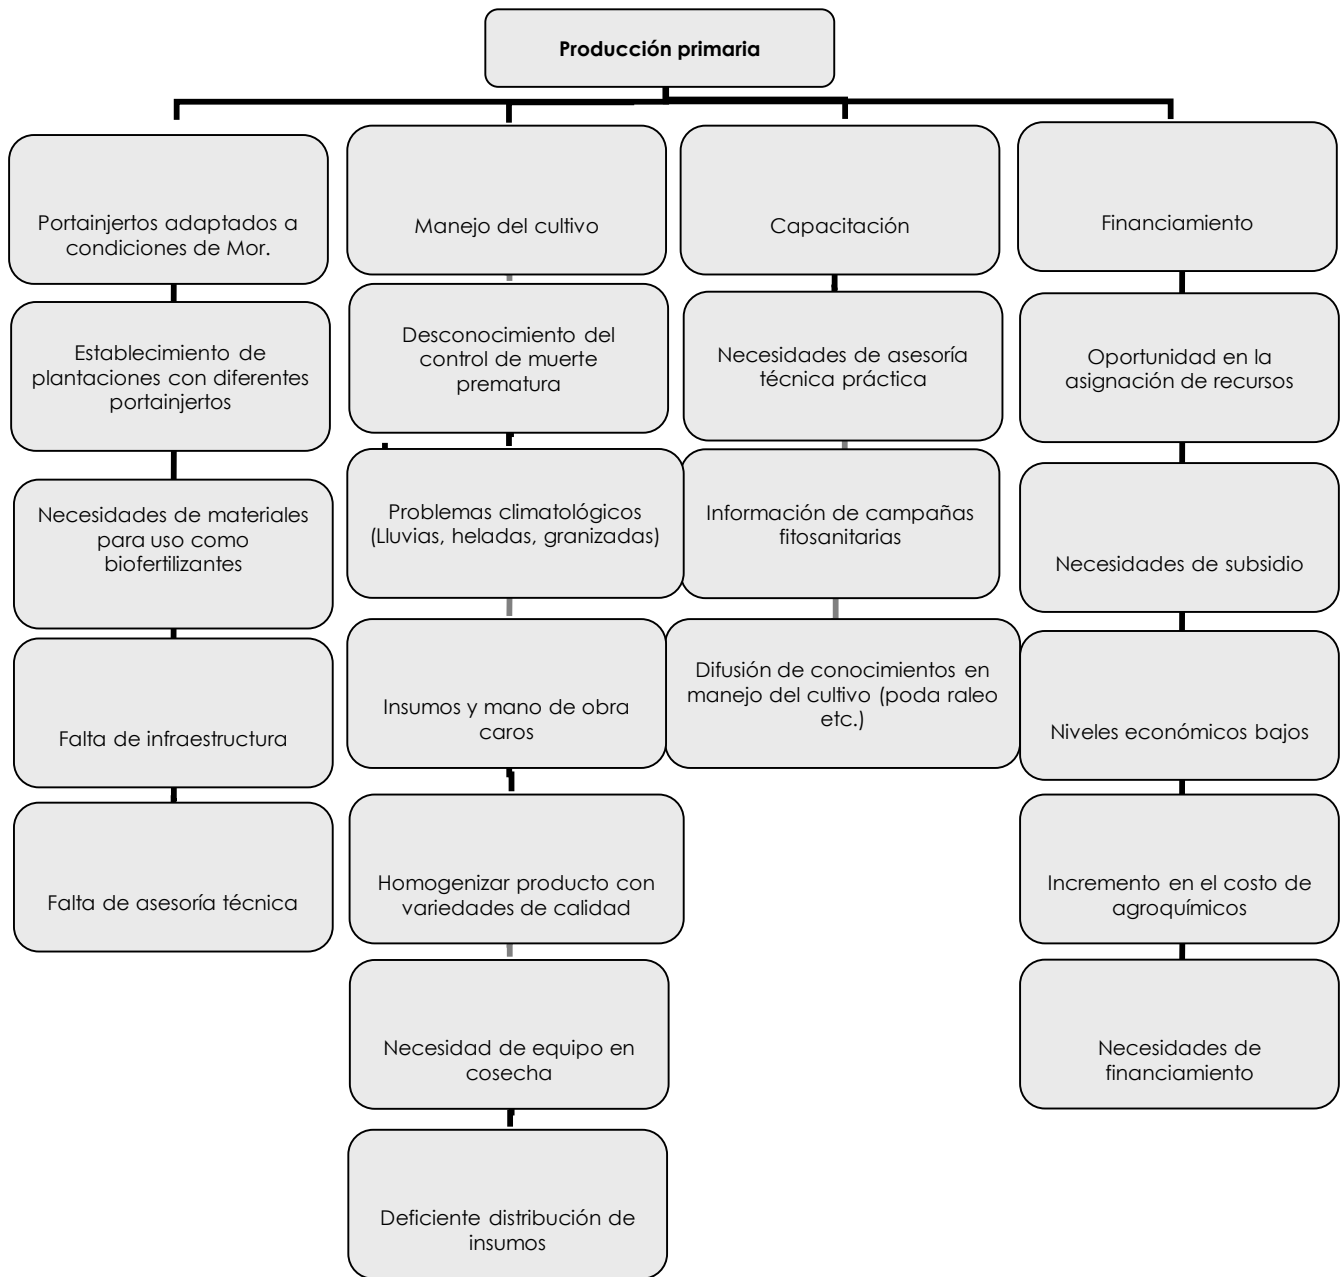 Producción primaria
Portainjertos adaptados a
condiciones de Mor.
Establecimiento de
plantaciones con diferentes
portainjertos
Necesidades de materiales
para uso como
biofertilizantes
Falta de infraestructura
Falta de asesoría técnica
Manejo del cultivo
Desconocimiento del
control de muerte
prematura
Problemas climatológicos
(Lluvias, heladas, granizadas)
Insumos y mano de obra
caros
Homogenizar producto con
variedades de calidad
Necesidad de equipo en
cosecha
Deficiente distribución de
insumos
Capacitación
Necesidades de asesoría
técnica práctica
Información de campañas
fitosanitarias
Difusión de conocimientos en
manejo del cultivo (poda raleo
etc.)
Financiamiento
Oportunidad en la
asignación de recursos
Necesidades de subsidio
Niveles económicos bajos
Incremento en el costo de
agroquímicos
Necesidades de
financiamiento